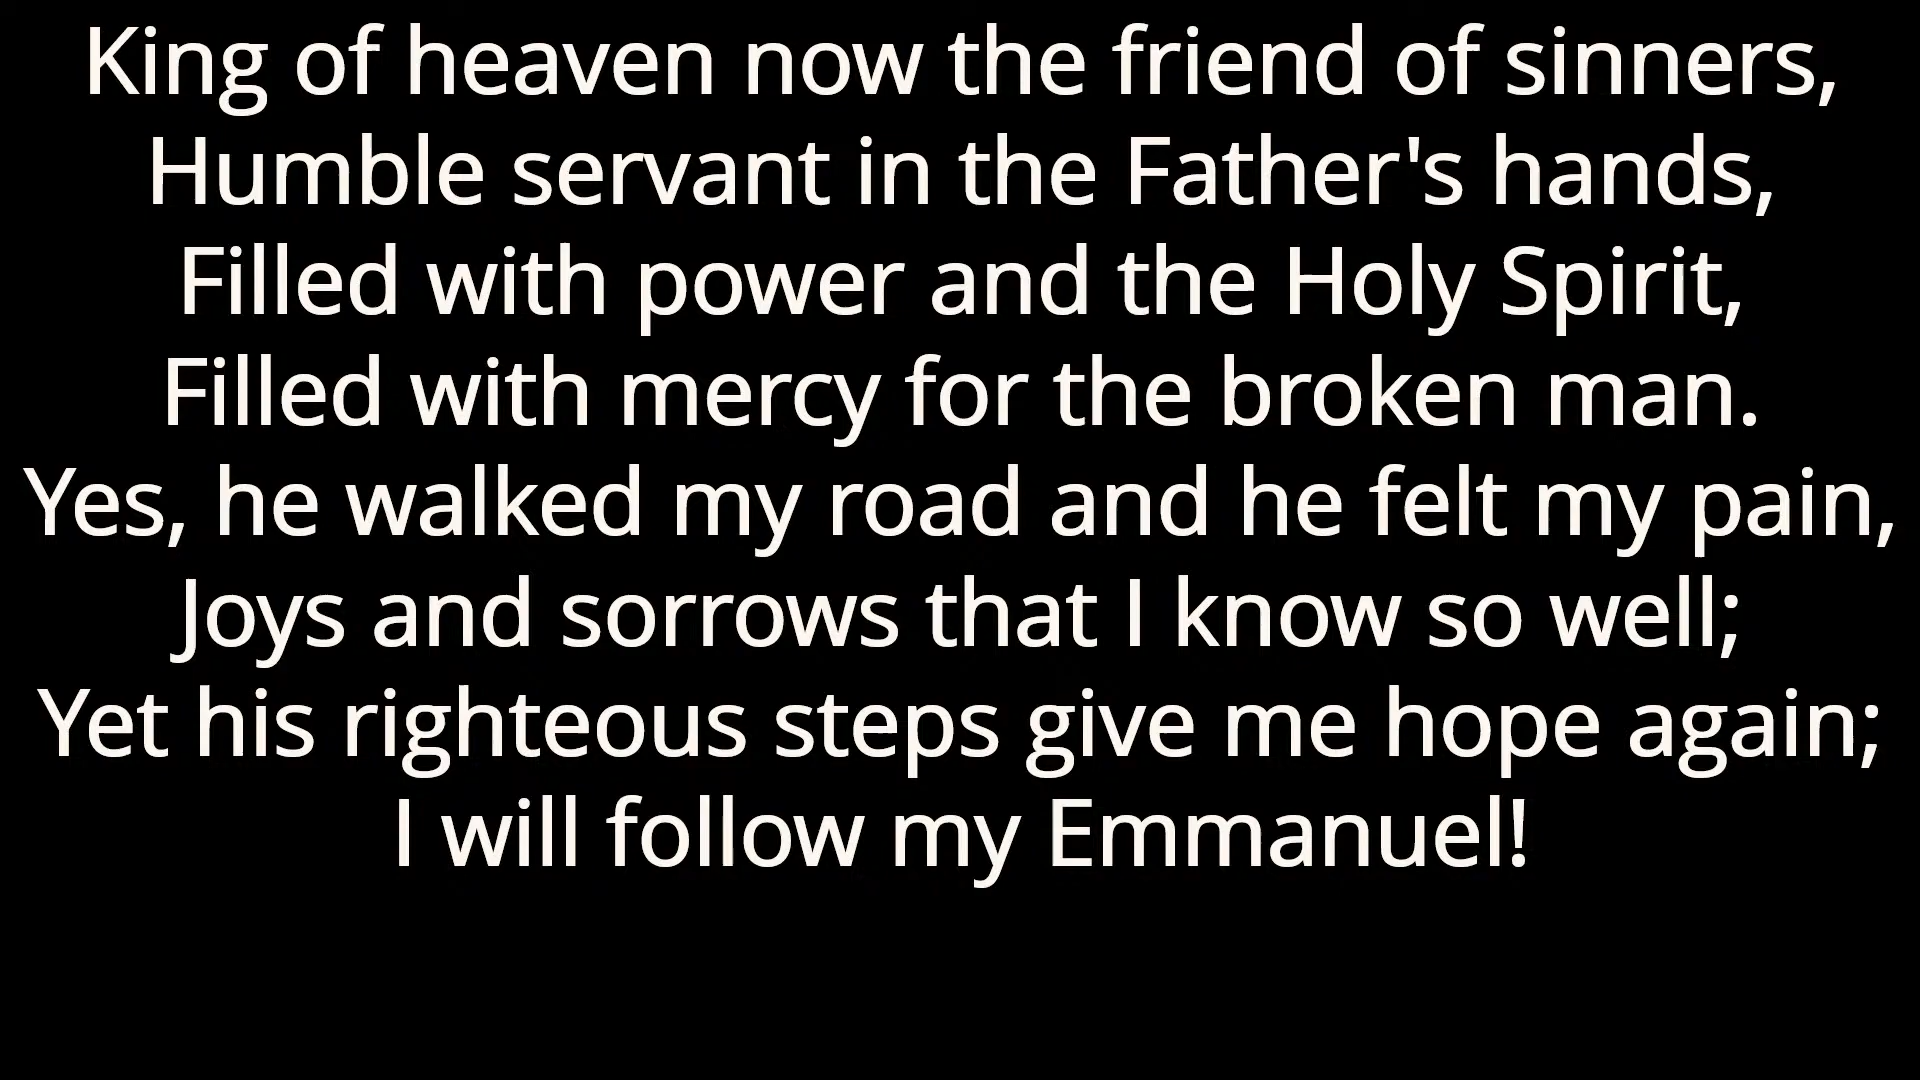 King of heaven now the friend of sinners,
Humble servant in the Father's hands,
Filled with power and the Holy Spirit,
Filled with mercy for the broken man.
Yes, he walked my road and he felt my pain,
Joys and sorrows that I know so well;
Yet his righteous steps give me hope again;
I will follow my Emmanuel!